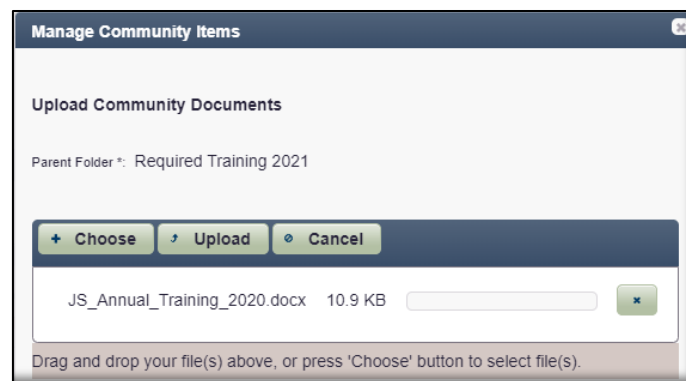 Manage Community Items
Upload Community Documents
Parent Folder *: Required Training 2021
Choose Upload Cancel
JS_Annual_Training_2020.docx 10.9 KB
Drag and drop your file(s) above, or press 'Choose' button to select file(s).